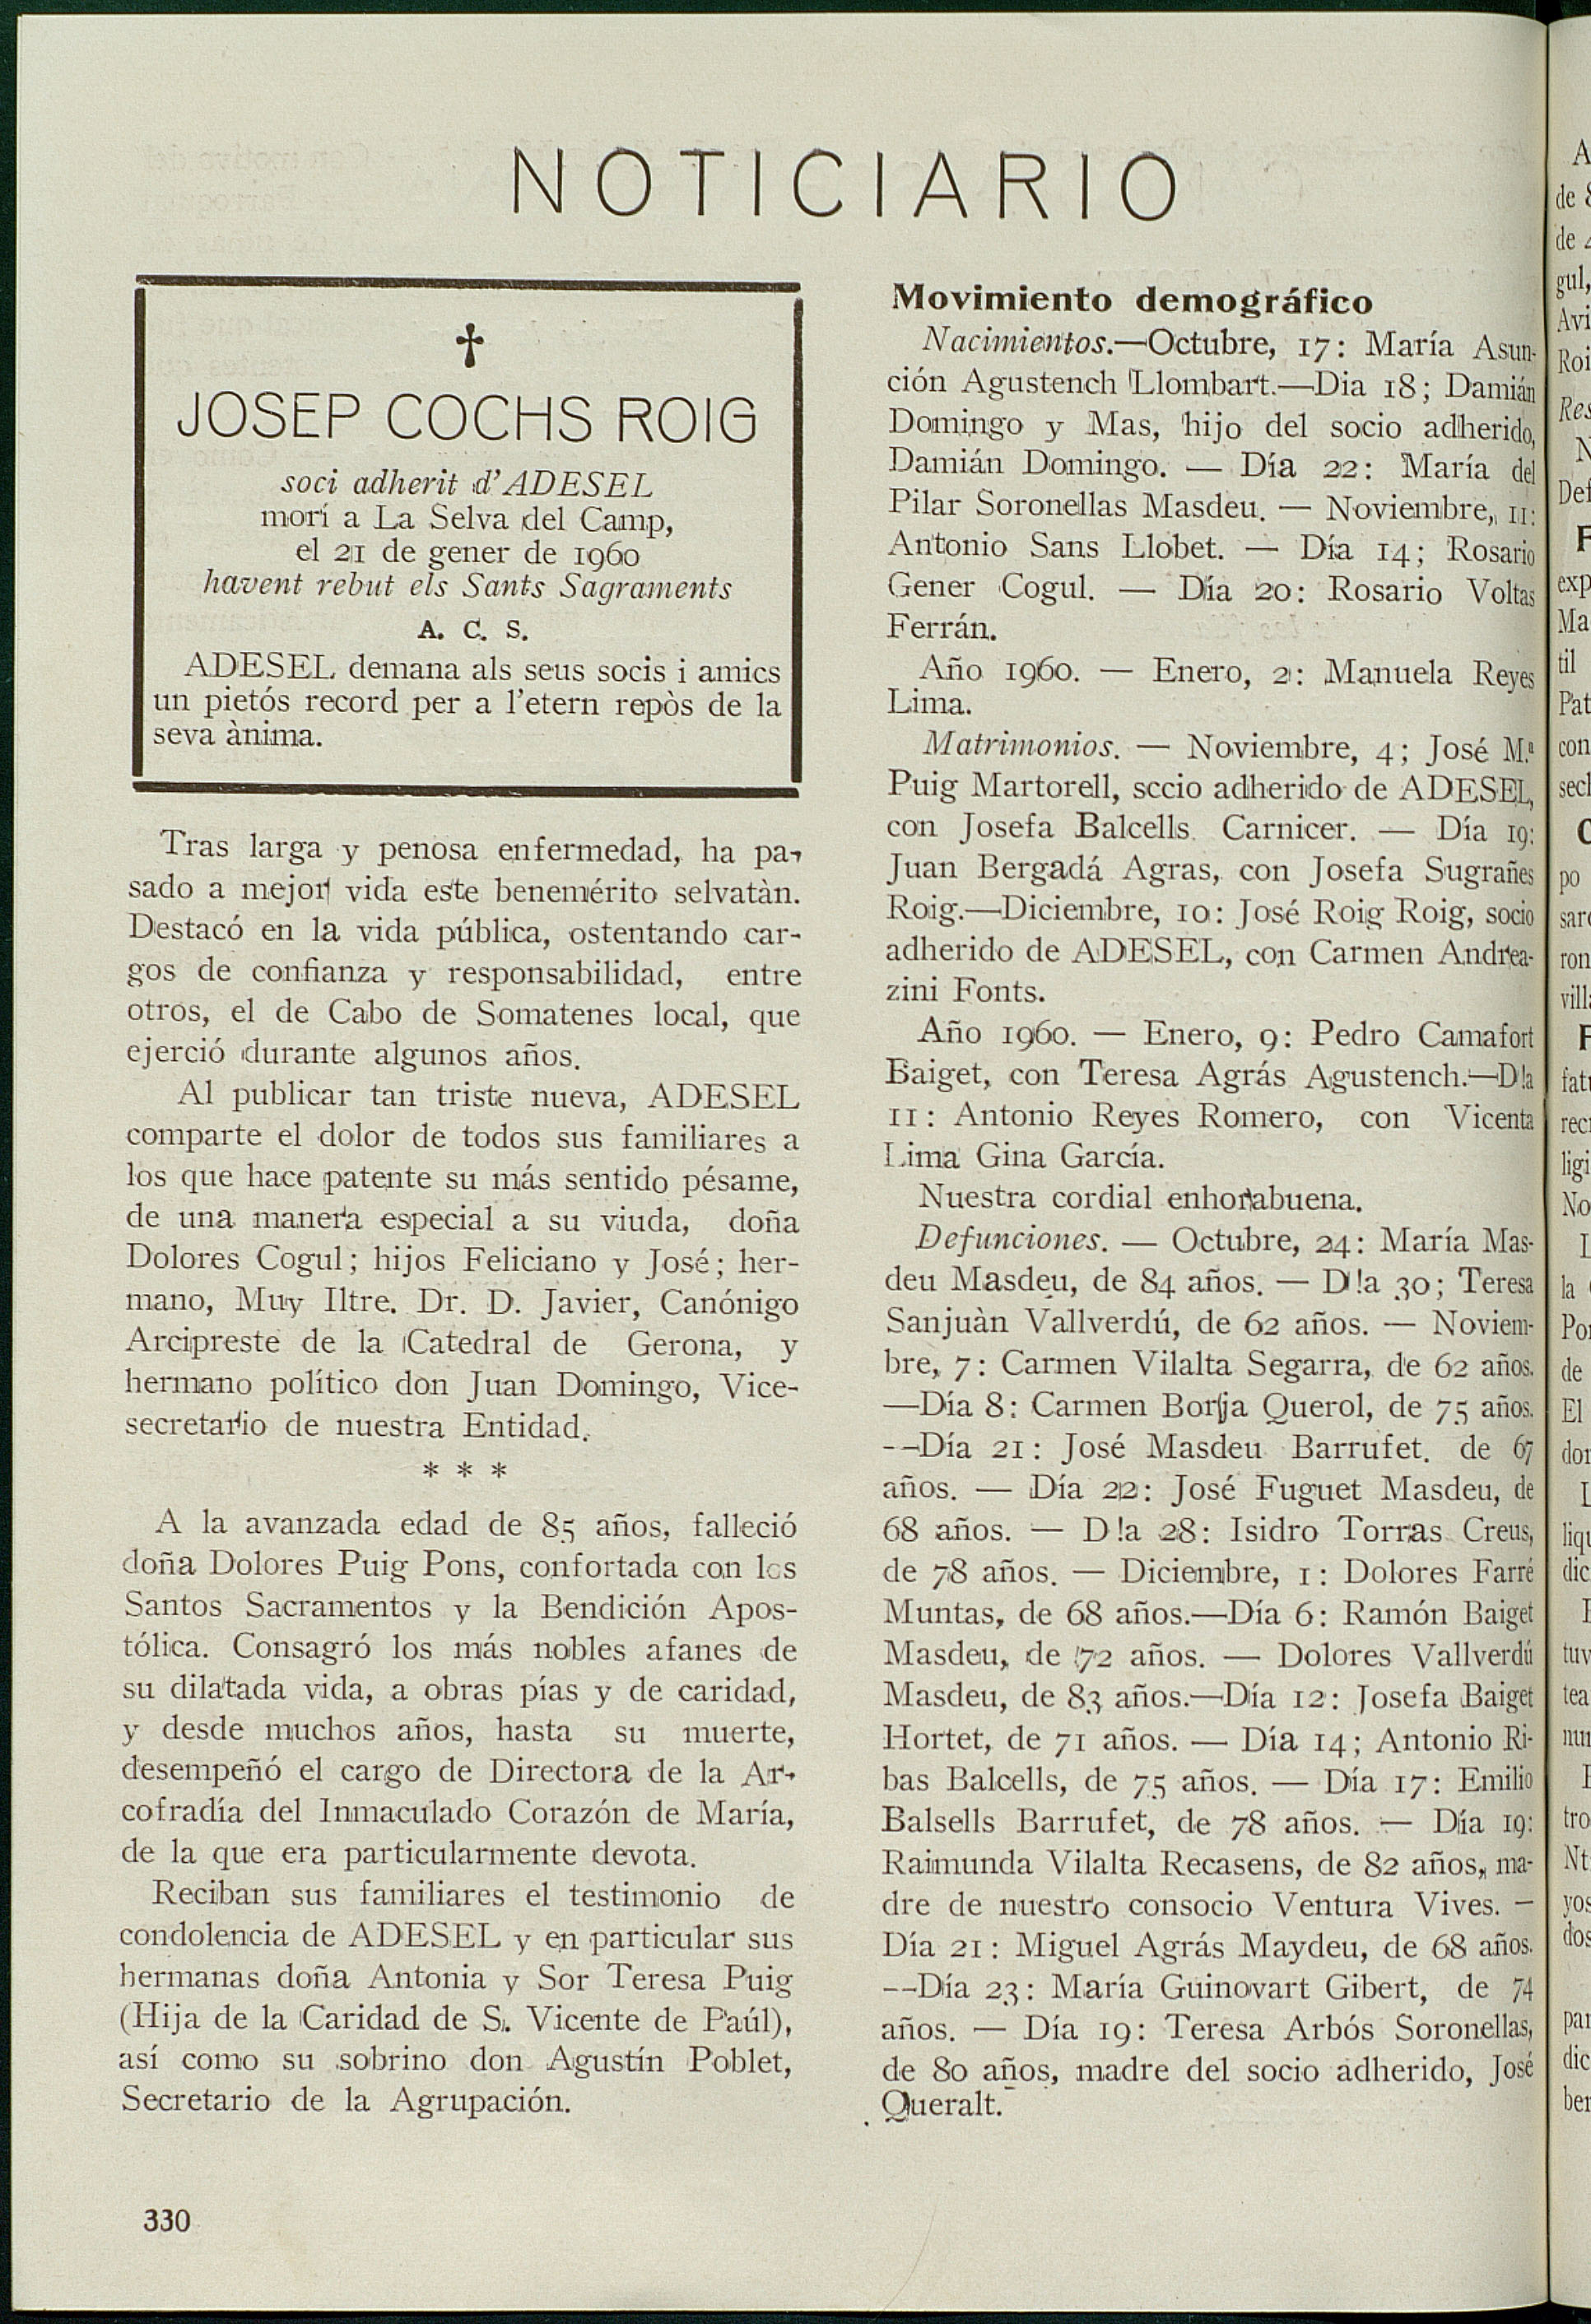 NOTICIARIO
✝
JOSEP COCHS ROIG
soci adherit d'ADESEL
morí a La Selva del Camp,
el 21 de gener de 1960
havent rebut els Sants Sagraments
A. C. S.
ADESEL demana als seus socis i amics
un pietós record per a l'etern repòs de la
seva ànima.
Tras larga y penosa enfermedad, ha pa-
sado a mejor vida este benemérito selvatàn.
Destacó en la vida pública, ostentando car-
gos de confianza y responsabilidad, entre
otros, el de Cabo de Somatenes local, que
ejerció durante algunos años.
Al publicar tan triste nueva, ADESEL
comparte el dolor de todos sus familiares a
los que hace patente su más sentido pésame,
de una manera especial a su viuda, doña
Dolores Cogul; hijos Feliciano y José; her-
mano, Muy Iltre. Dr. D. Javier, Canónigo
Arcipreste de la Catedral de Gerona, y
hermano político don Juan Domingo, Vice-
secretario de nuestra Entidad.
* * *
A la avanzada edad de 85 años, falleció
doña Dolores Puig Pons, confortada con los
Santos Sacramentos y la Bendición Apos-
tólica. Consagró los más nobles afanes de
su dilatada vida, a obras pías y de caridad,
y desde muchos años, hasta su muerte,
desempeñó el cargo de Directora de la Ar-
cofradía del Inmaculado Corazón de María,
de la que era particularmente devota.
Reciban sus familiares el testimonio de
condolencia de ADESEL y en particular sus
hermanas doña Antonia y Sor Teresa Puig
(Hija de la Caridad de S. Vicente de Paúl),
así como su sobrino don Agustín Poblet,
Secretario de la Agrupación.
330
Movimiento demográfico
Nacimientos.—Octubre, 17: María Asun-
ción Agustench Llombart.—Dia 18; Damián
Domingo y Mas, hijo del socio adherido,
Damián Domingo. — Día 22: María del
Pilar Soronellas Masdeu. — Noviembre, 11:
Antonio Sans Llobet. — Día 14; Rosario
Gener Cogul. — Día 20: Rosario Voltas
Ferrán.
Año 1960. — Enero, 2: Manuela Reyes
Lima.
Matrimonios. — Noviembre, 4; José M.ª
Puig Martorell, sccio adherido de ADESEL,
con Josefa Balcells Carnicer. — Día 19:
Juan Bergadá Agras, con Josefa Sugrañes
Roig.—Diciembre, 10: José Roig Roig, socio
adherido de ADESEL, con Carmen Andrea-
zini Fonts.
Año 1960. — Enero, 9: Pedro Camafort
Baiget, con Teresa Agrás Agustench.—D!a
11: Antonio Reyes Romero, con Vicenta
Lima Gina García.
Nuestra cordial enhorabuena.
Defunciones. — Octubre, 24: María Mas-
deu Masdeu, de 84 años. — D!a 30; Teresa
Sanjuàn Vallverdú, de 62 años. — Noviem-
bre, 7: Carmen Vilalta Segarra, de 62 años.
—Día 8: Carmen Borja Querol, de 75 años.
--Día 21: José Masdeu Barrufet. de 67
años. — Día 22: José Fuguet Masdeu, de
68 años. — D!a 28: Isidro Torras Creus,
de 78 años. — Diciembre, 1: Dolores Farré
Muntas, de 68 años.—Día 6: Ramón Baiget
Masdeu, de 72 años. — Dolores Vallverdú
Masdeu, de 83 años.—Día 12: Josefa Baiget
Hortet, de 71 años. — Día 14; Antonio Ri-
bas Balcells, de 75 años. — Día 17: Emilio
Balsells Barrufet, de 78 años. — Día 19:
Raimunda Vilalta Recasens, de 82 años, ma-
dre de nuestro consocio Ventura Vives. —
Día 21: Miguel Agrás Maydeu, de 68 años.
--Día 23: María Guinovart Gibert, de 74
años. — Día 19: Teresa Arbós Soronellas,
de 80 años, madre del socio adherido, José
Queralt.